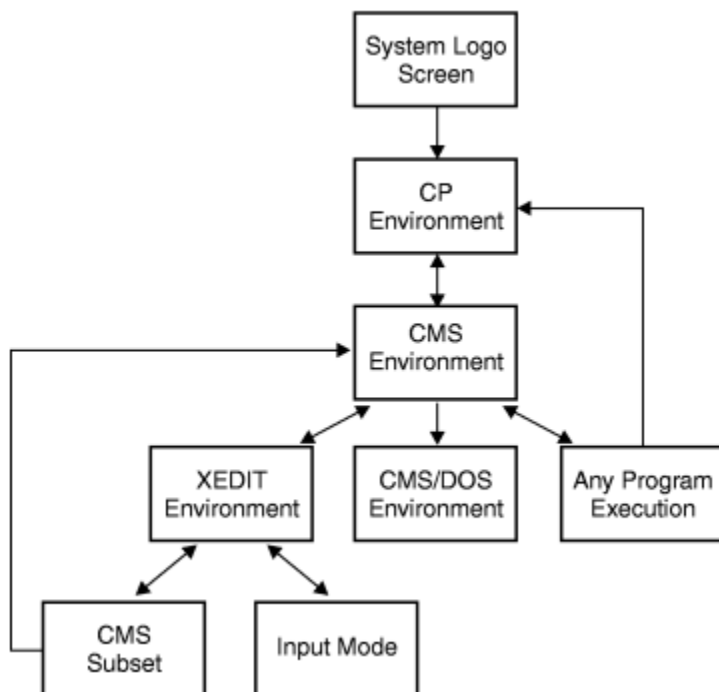 System Logo
Screen
CP
Environment
CMS
Environment
XEDIT
Environment
CMS/DOS
Environment
Any Program
Execution
CMS
Subset
Input Mode